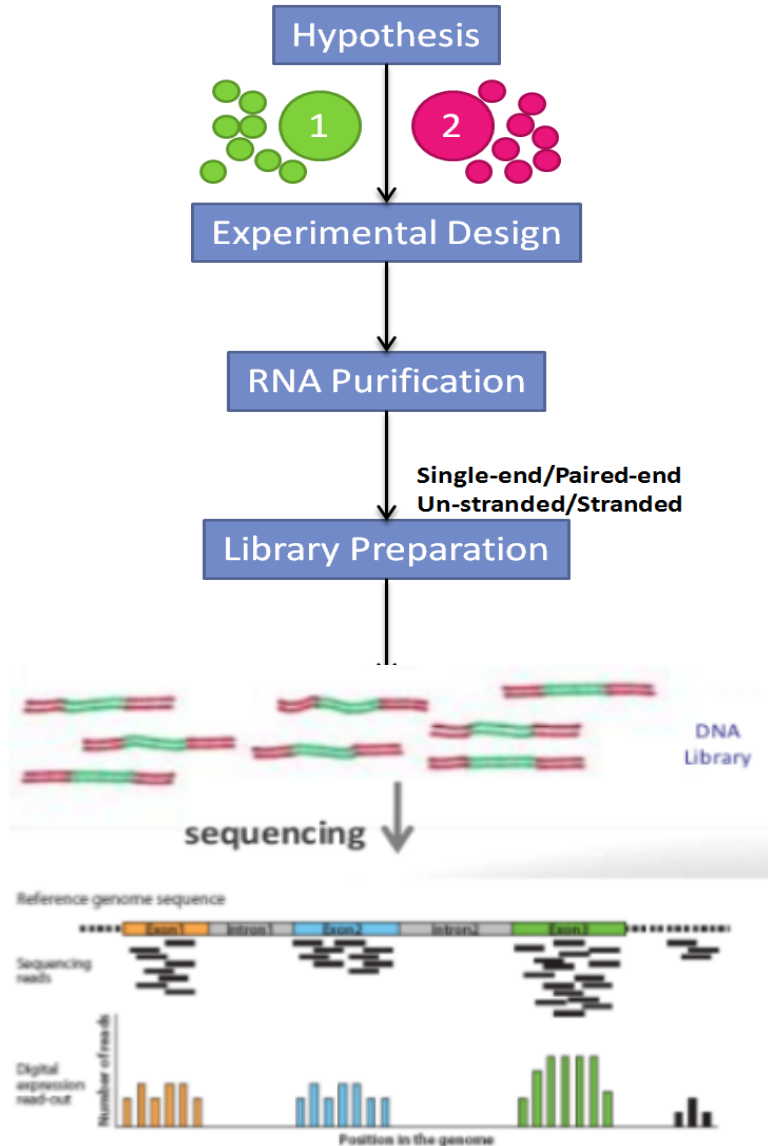 Hypothesis
1
2
Experimental Design
RNA Purification
Single-end/Paired-end
Un-stranded/Stranded
Library Preparation
DNA
Library
sequencing
Reference genome sequence
Exon1 Intron1 Exon2 Intron2 Exon3
Sequencing
reads
Number of reads
Digital
expression
read-out
Position in the genome